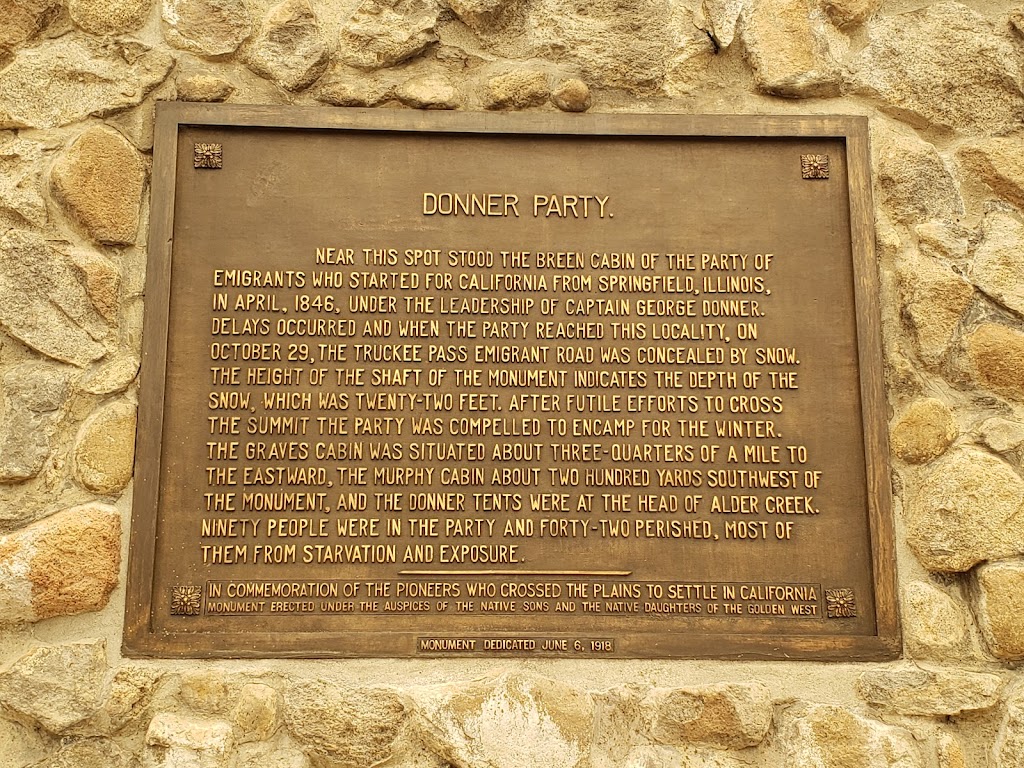 DONNER PARTY.
NEAR THIS SPOT STOOD THE BREEN CABIN OF THE PARTY OF
EMIGRANTS WHO STARTED FOR CALIFORNIA FROM SPRINGFIELD, ILLINOIS,
IN APRIL, 1846, UNDER THE LEADERSHIP OF CAPTAIN GEORGE DONNER.
DELAYS OCCURRED AND WHEN THE PARTY REACHED THIS LOCALITY, ON
OCTOBER 29, THE TRUCKEE PASS EMIGRANT ROAD WAS CONCEALED BY SNOW.
THE HEIGHT OF THE SHAFT OF THE MONUMENT INDICATES THE DEPTH OF THE
SNOW, WHICH WAS TWENTY-TWO FEET. AFTER FUTILE EFFORTS TO CROSS
THE SUMMIT THE PARTY WAS COMPELLED TO ENCAMP FOR THE WINTER.
THE GRAVES CABIN WAS SITUATED ABOUT THREE-QUARTERS OF A MILE TO
THE EASTWARD, THE MURPHY CABIN ABOUT TWO HUNDRED YARDS SOUTHWEST OF
THE MONUMENT, AND THE DONNER TENTS WERE AT THE HEAD OF ALDER CREEK.
NINETY PEOPLE WERE IN THE PARTY AND FORTY-TWO PERISHED, MOST OF
THEM FROM STARVATION AND EXPOSURE.
IN COMMEMORATION OF THE PIONEERS WHO CROSSED THE PLAINS TO SETTLE IN CALIFORNIA
MONUMENT ERECTED UNDER THE AUSPICES OF THE NATIVE SONS AND THE NATIVE DAUGHTERS OF THE GOLDEN WEST
MONUMENT DEDICATED JUNE 6, 1918